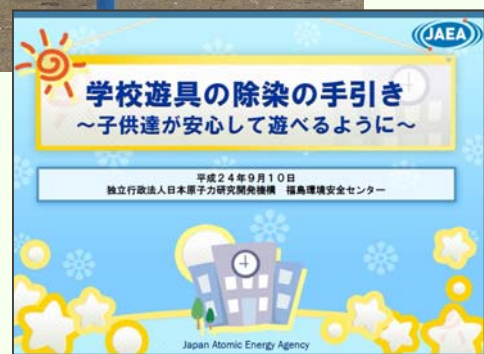 JAEA
学校遊具の除染の手引き
～子供達が安心して遊べるように～
平成24年9月10日
独立行政法人日本原子力研究開発機構 福島環境安全センター
Japan Atomic Energy Agency